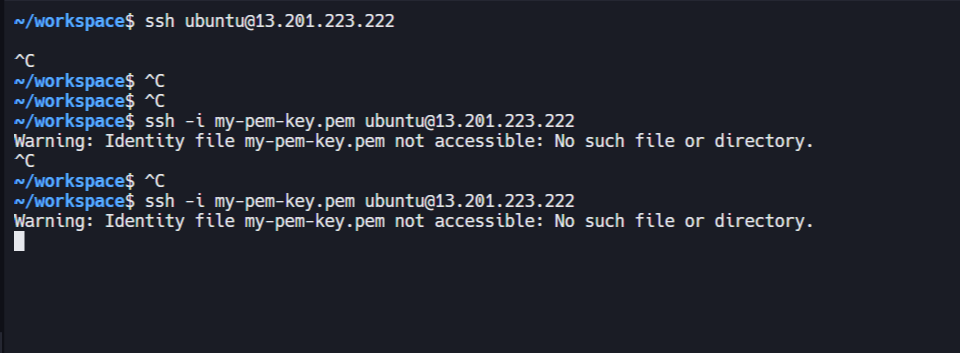 ~/workspace$ ssh ubuntu@13.201.223.222
^C
~/workspace$ ^C
~/workspace$ ^C
~/workspace$ ssh -i my-pem-key.pem ubuntu@13.201.223.222
Warning: Identity file my-pem-key.pem not accessible: No such file or directory.
^C
~/workspace$ ^C
~/workspace$ ssh -i my-pem-key.pem ubuntu@13.201.223.222
Warning: Identity file my-pem-key.pem not accessible: No such file or directory.